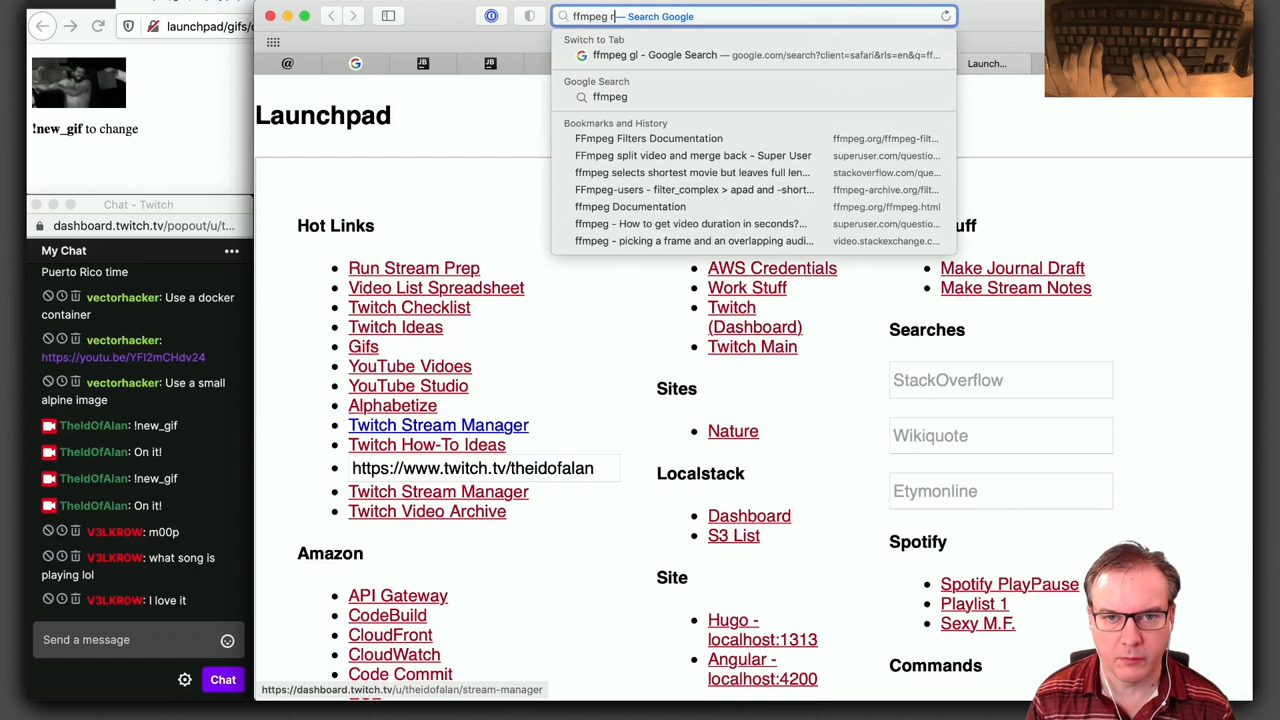 launchpad/gifs/
!new_gif to change
Chat - Twitch
dashboard.twitch.tv/popout/u/t...
My Chat
Puerto Rico time
vectorhacker: Use a docker
container
vectorhacker:
https://youtu.be/YFl2mCHdv24
vectorhacker: Use a small
alpine image
TheIdOfAlan: !new_gif
TheIdOfAlan: On it!
TheIdOfAlan: !new_gif
TheIdOfAlan: On it!
V3LKR0W: m00p
V3LKR0W: what song is
playing lol
V3LKR0W: I love it
Send a message
Chat
ffmpeg r — Search Google
Switch to Tab
ffmpeg gl - Google Search — google.com/search?client=safari&rls=en&q=ff...
Google Search
ffmpeg
Bookmarks and History
FFmpeg Filters Documentation ffmpeg.org/ffmpeg-filt...
FFmpeg split video and merge back - Super User superuser.com/questio...
ffmpeg selects shortest movie but leaves full len... stackoverflow.com/que...
FFmpeg-users - filter_complex > apad and -short... ffmpeg-archive.org/filt...
ffmpeg Documentation ffmpeg.org/ffmpeg.html
ffmpeg - How to get video duration in seconds?... superuser.com/questio...
ffmpeg - picking a frame and an overlapping audi... video.stackexchange.c...
@
JB
JB
Launc...
Launchpad
Hot Links
Run Stream Prep
Video List Spreadsheet
Twitch Checklist
Twitch Ideas
Gifs
YouTube Vidoes
YouTube Studio
Alphabetize
Twitch Stream Manager
Twitch How-To Ideas
https://www.twitch.tv/theidofalan
Twitch Stream Manager
Twitch Video Archive
Amazon
API Gateway
CodeBuild
CloudFront
CloudWatch
Code Commit
https://dashboard.twitch.tv/u/theidofalan/stream-manager
AWS Credentials
Work Stuff
Twitch
(Dashboard)
Twitch Main
Sites
Nature
Localstack
Dashboard
S3 List
Site
Hugo -
localhost:1313
Angular -
localhost:4200
uff
Make Journal Draft
Make Stream Notes
Searches
StackOverflow
Wikiquote
Etymonline
Spotify
Spotify PlayPause
Playlist 1
Sexy M.F.
Commands